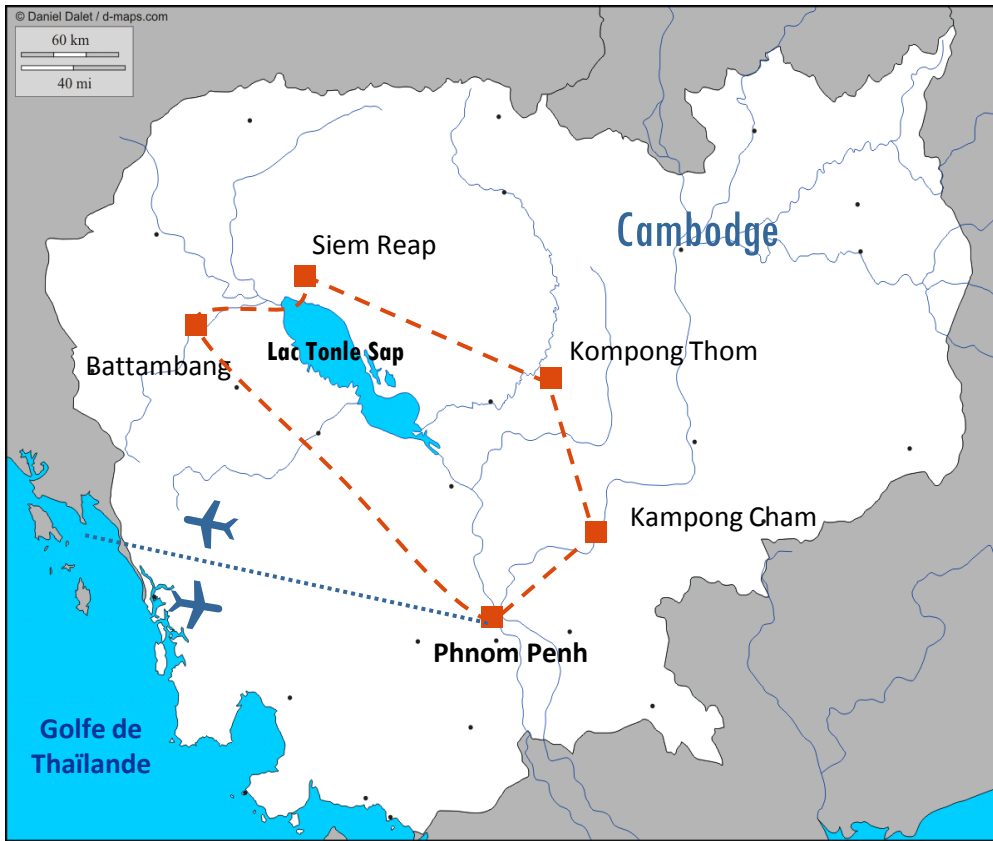 © Daniel Dalet / d-maps.com
60 km
40 mi
Cambodge
Siem Reap
Lac Tonle Sap
Kompong Thom
Battambang
Kampong Cham
Phnom Penh
Golfe de
Thaïlande